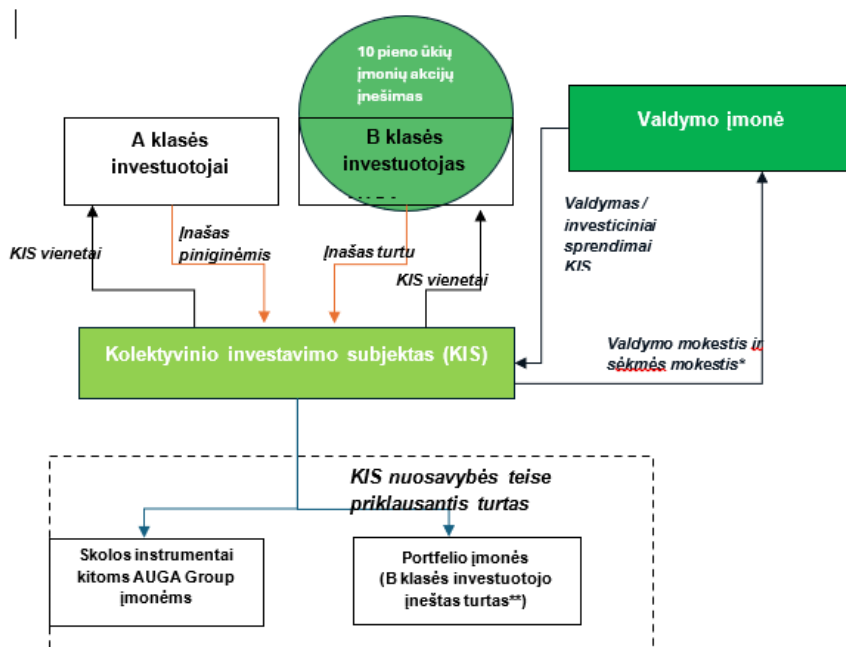 10 pieno ūkių
įmonių akcijų
įnešimas
A klasės
investuotojai
B klasės
investuotojas
Valdymo įmonė
KIS vienetai
Įnašas
piniginėmis
Įnašas turtu
KIS vienetai
Valdymas /
investiciniai
sprendimai
KIS
Kolektyvinio investavimo subjektas (KIS)
Valdymo mokestis ir
sėkmės mokestis*
KIS nuosavybės teise
priklausantis turtas
Skolos instrumentai
kitoms AUGA Group
įmonėms
Portfelio įmonės
(B klasės investuotojo
įneštas turtas**)